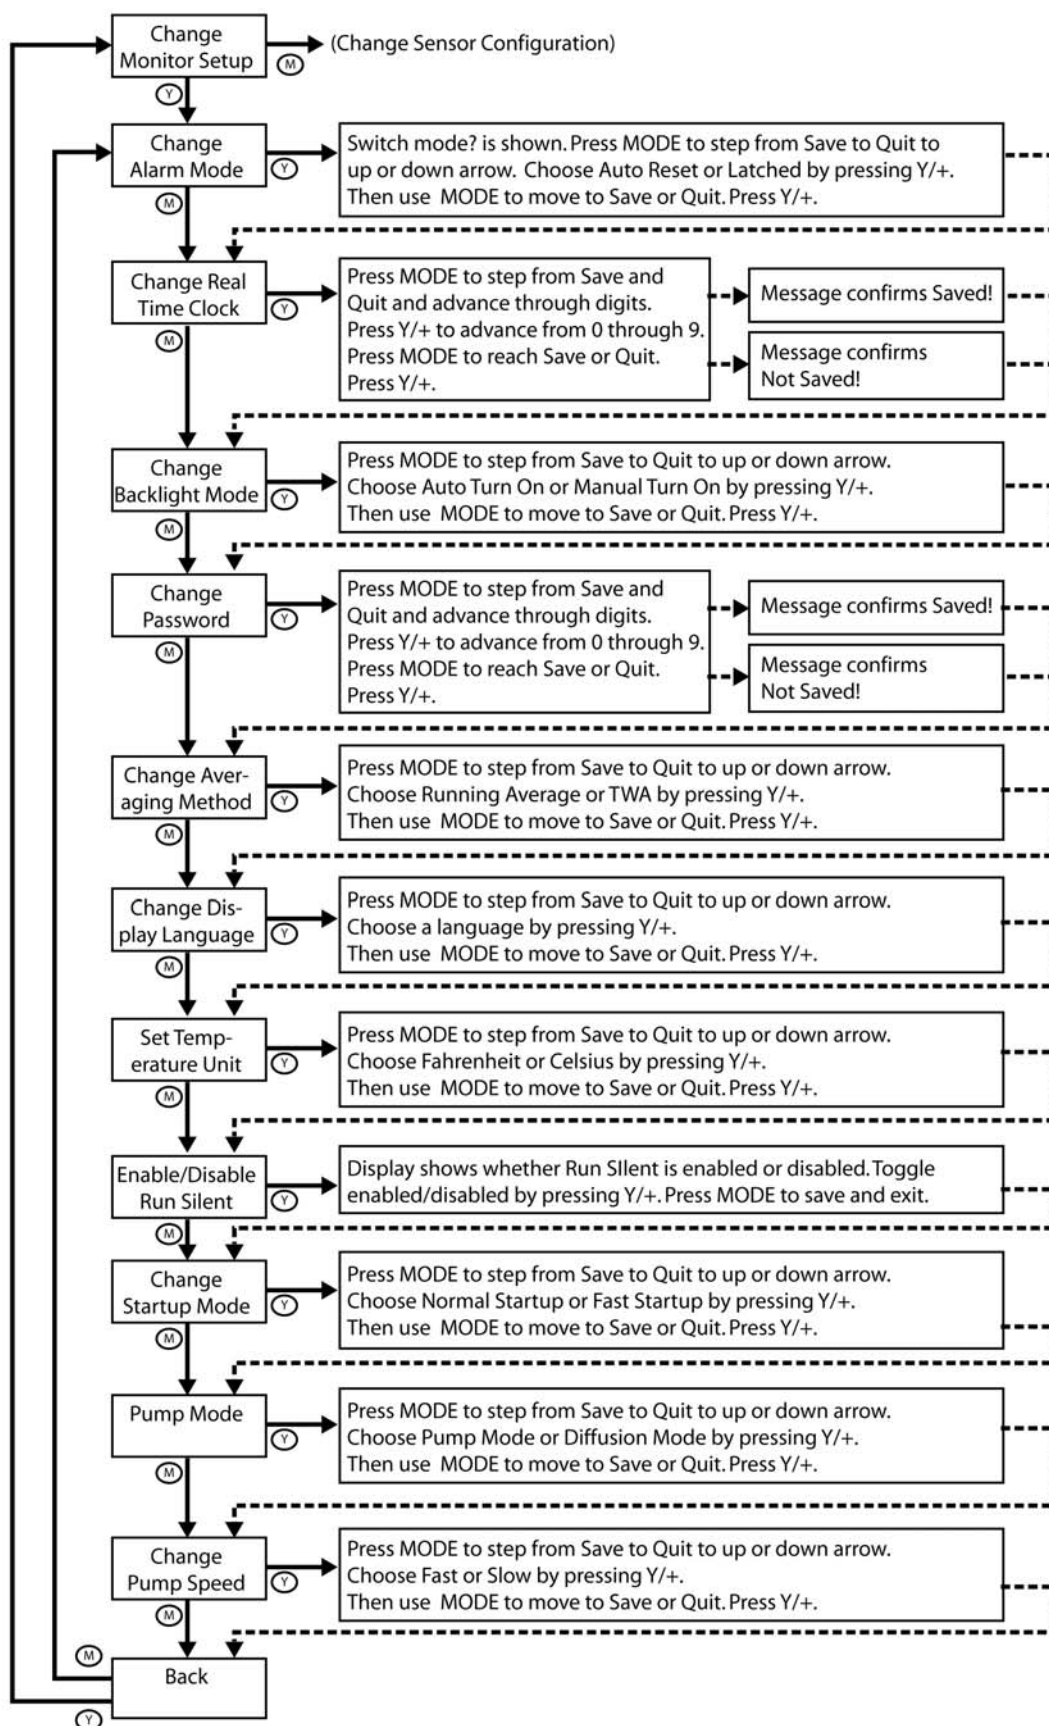 Change
Monitor Setup
M
(Change Sensor Configuration)
Y
Change
Alarm Mode
Y
Switch mode? is shown. Press MODE to step from Save to Quit to
up or down arrow. Choose Auto Reset or Latched by pressing Y/+.
Then use MODE to move to Save or Quit. Press Y/+.
M
Change Real
Time Clock
Y
Press MODE to step from Save and
Quit and advance through digits.
Press Y/+ to advance from 0 through 9.
Press MODE to reach Save or Quit.
Press Y/+.
Message confirms Saved!
Message confirms
Not Saved!
M
Change
Backlight Mode
Y
Press MODE to step from Save to Quit to up or down arrow.
Choose Auto Turn On or Manual Turn On by pressing Y/+.
Then use MODE to move to Save or Quit. Press Y/+.
M
Change
Password
Y
Press MODE to step from Save and
Quit and advance through digits.
Press Y/+ to advance from 0 through 9.
Press MODE to reach Save or Quit.
Press Y/+.
Message confirms Saved!
Message confirms
Not Saved!
M
Change Aver-
aging Method
Y
Press MODE to step from Save to Quit to up or down arrow.
Choose Running Average or TWA by pressing Y/+.
Then use MODE to move to Save or Quit. Press Y/+.
M
Change Dis-
play Language
Y
Press MODE to step from Save to Quit to up or down arrow.
Choose a language by pressing Y/+.
Then use MODE to move to Save or Quit. Press Y/+.
M
Set Temp-
erature Unit
Y
Press MODE to step from Save to Quit to up or down arrow.
Choose Fahrenheit or Celsius by pressing Y/+.
Then use MODE to move to Save or Quit. Press Y/+.
M
Enable/Disable
Run Silent
Y
Display shows whether Run SIlent is enabled or disabled. Toggle
enabled/disabled by pressing Y/+. Press MODE to save and exit.
M
Change
Startup Mode
Y
Press MODE to step from Save to Quit to up or down arrow.
Choose Normal Startup or Fast Startup by pressing Y/+.
Then use MODE to move to Save or Quit. Press Y/+.
M
Pump Mode
Y
Press MODE to step from Save to Quit to up or down arrow.
Choose Pump Mode or Diffusion Mode by pressing Y/+.
Then use MODE to move to Save or Quit. Press Y/+.
M
Change
Pump Speed
Y
Press MODE to step from Save to Quit to up or down arrow.
Choose Fast or Slow by pressing Y/+.
Then use MODE to move to Save or Quit. Press Y/+.
M
M
Back
Y